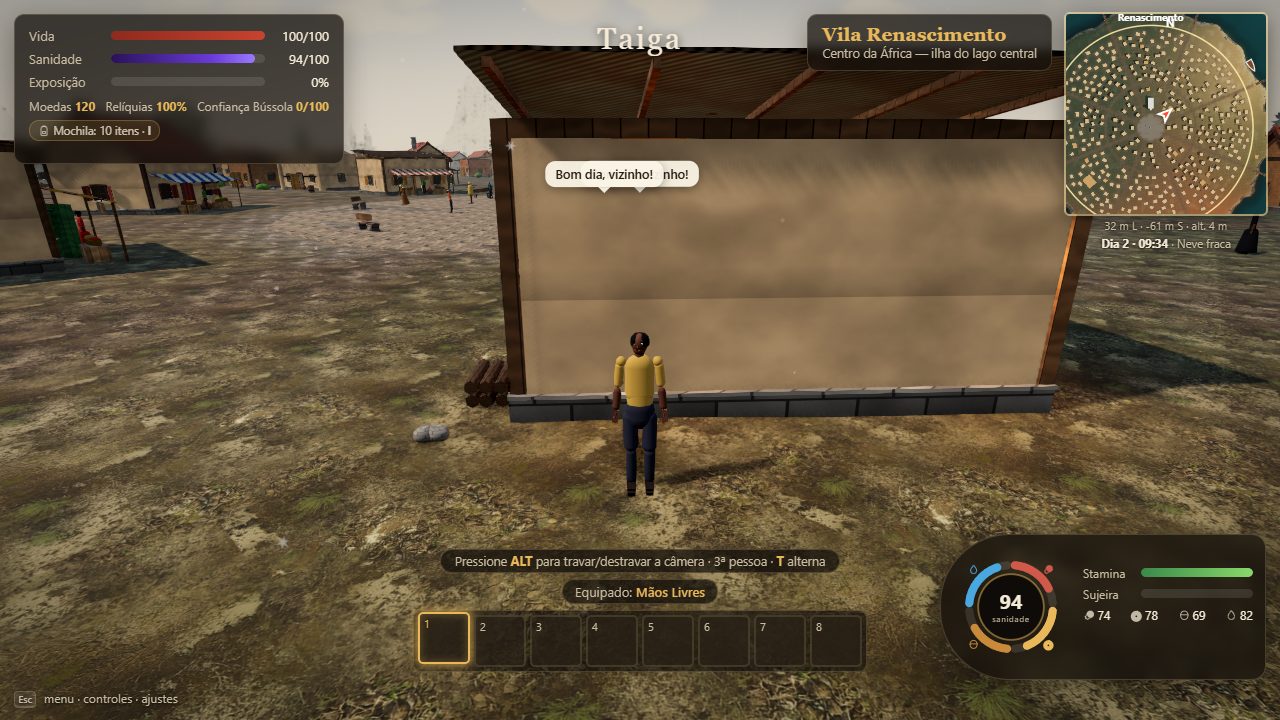 Vida 100/100
Sanidade 94/100
Exposição 0%
Moedas 120 Relíquias 100% Confiança Bússola 0/100
Mochila: 10 itens · I
Taiga
Vila Renascimento
Centro da África — ilha do lago central
Renascimento
N
32 m L · -61 m S · alt. 4 m
Dia 2 · 09:34 · Neve fraca
Bom dia, vizinho!
nho!
Pressione ALT para travar/destravar a câmera · 3ª pessoa · T alterna
Equipado: Mãos Livres
1 2 3 4 5 6 7 8
94
sanidade
Stamina
Sujeira
74 78 69 82
Esc menu · controles · ajustes